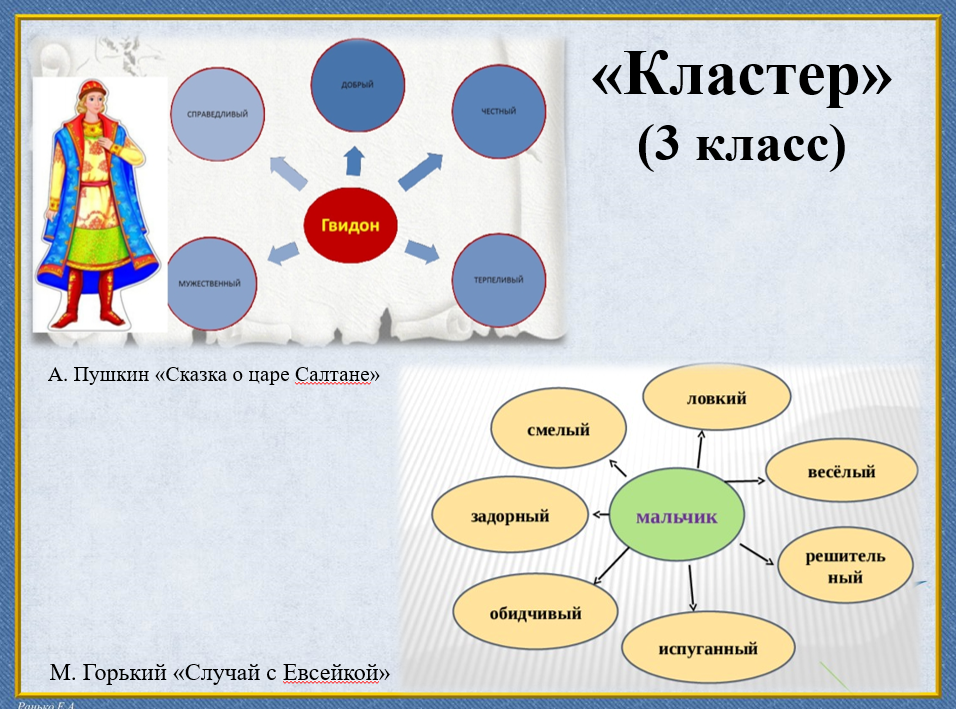 «Кластер»
(3 класс)
СПРАВЕДЛИВЫЙ
ДОБРЫЙ
ЧЕСТНЫЙ
Гвидон
МУЖЕСТВЕННЫЙ
ТЕРПЕЛИВЫЙ
А. Пушкин «Сказка о царе Салтане»
ловкий
смелый
весёлый
задорный
мальчик
решитель
ный
обидчивый
испуганный
М. Горький «Случай с Евсейкой»
Ранько Е.А.